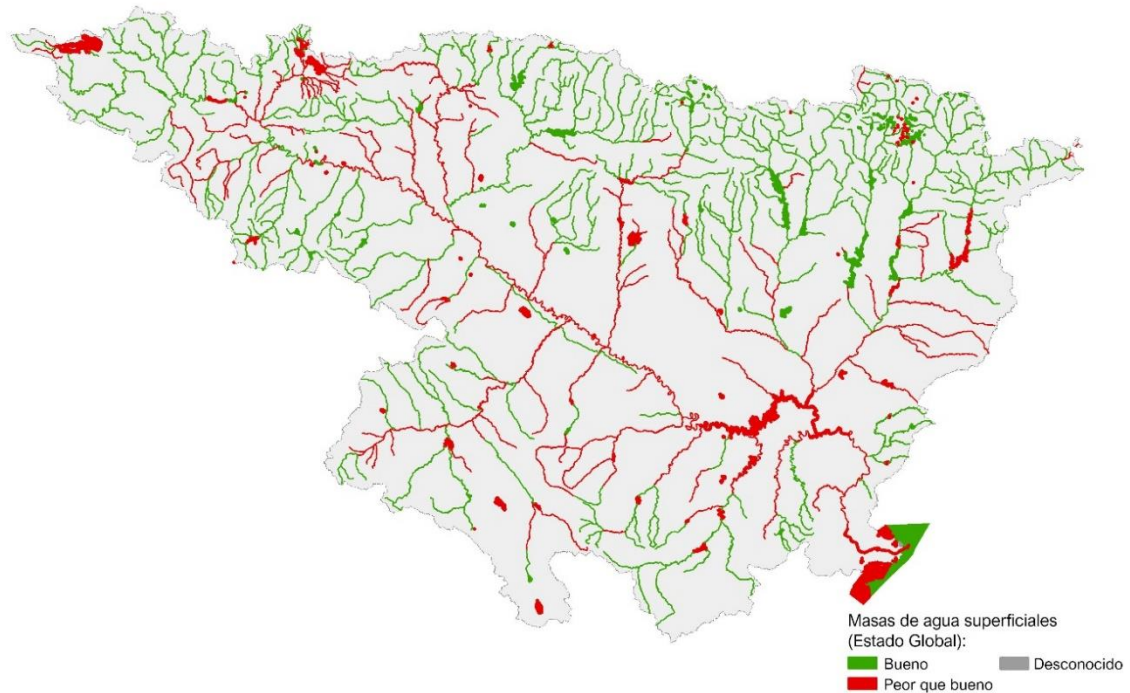 Masas de agua superficiales
(Estado Global):
Bueno
Desconocido
Peor que bueno